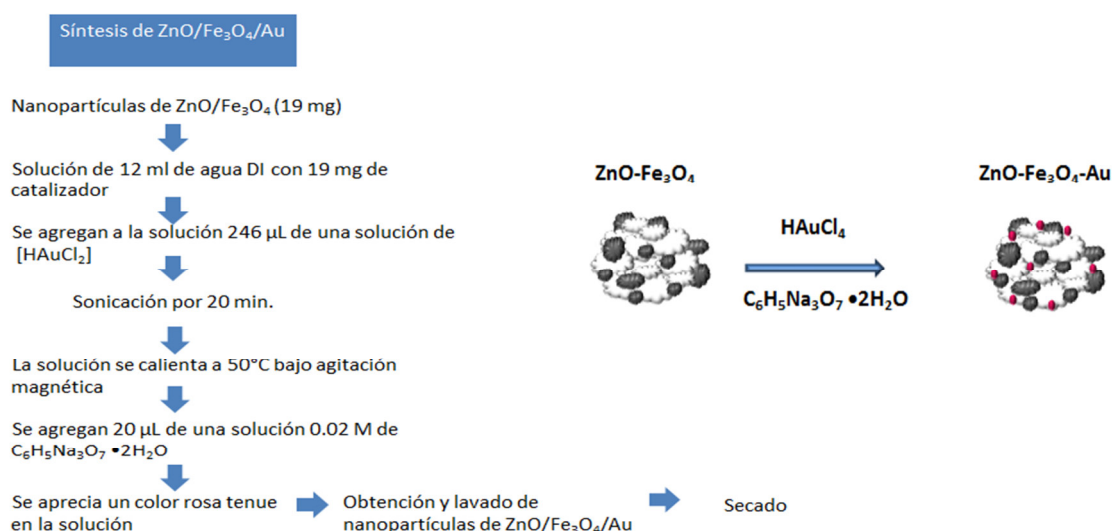 Síntesis de ZnO/Fe₃O₄/Au
Nanopartículas de ZnO/Fe₃O₄ (19 mg)
Solución de 12 ml de agua DI con 19 mg de
catalizador
Se agregan a la solución 246 µL de una solución de
[HAuCl₂]
Sonicación por 20 min.
La solución se calienta a 50°C bajo agitación
magnética
Se agregan 20 µL de una solución 0.02 M de
C₆H₅Na₃O₇ •2H₂O
Se aprecia un color rosa tenue
en la solución
Obtención y lavado de
nanopartículas de ZnO/Fe₃O₄/Au
Secado
ZnO-Fe₃O₄
HAuCl₄
C₆H₅Na₃O₇ •2H₂O
ZnO-Fe₃O₄-Au